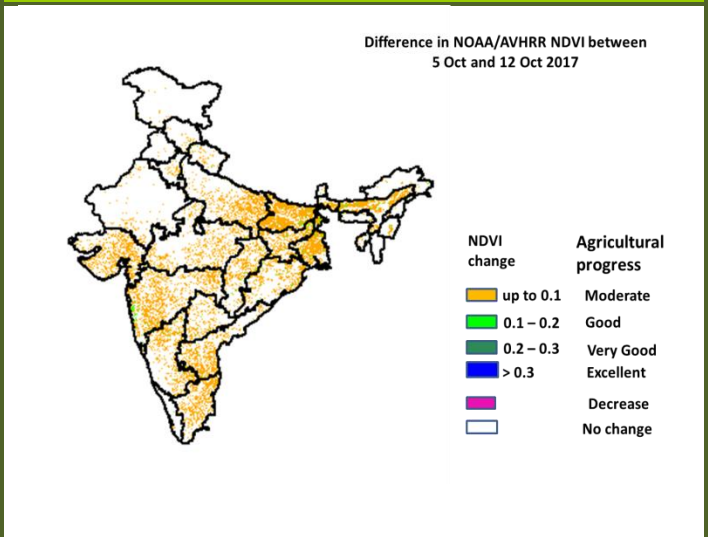 Difference in NOAA/AVHRR NDVI between
5 Oct and 12 Oct 2017
NDVI
change
Agricultural
progress
up to 0.1 Moderate
0.1 – 0.2 Good
0.2 – 0.3 Very Good
> 0.3 Excellent
Decrease
No change